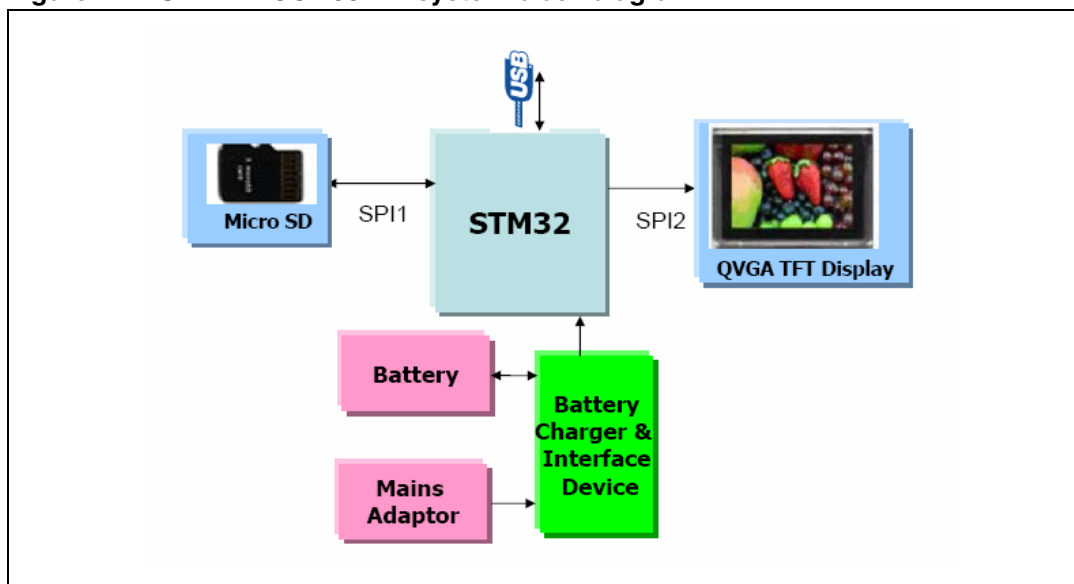 USB
Micro SD
SPI1
STM32
SPI2
QVGA TFT Display
Battery
Battery
Charger &
Interface
Device
Mains
Adaptor